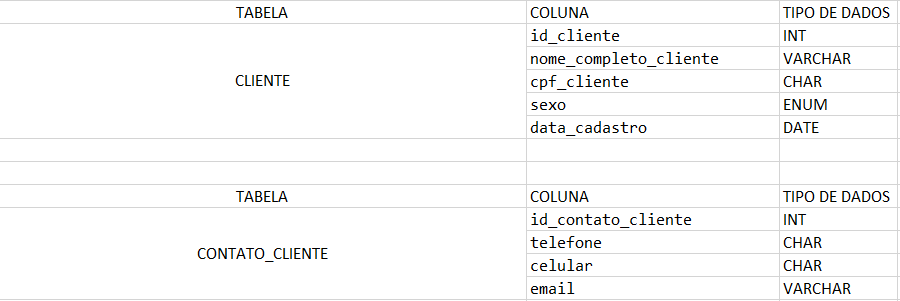 TABELA COLUNA TIPO DE DADOS
CLIENTE
id_cliente INT
nome_completo_cliente VARCHAR
cpf_cliente CHAR
sexo ENUM
data_cadastro DATE
TABELA COLUNA TIPO DE DADOS
CONTATO_CLIENTE
id_contato_cliente INT
telefone CHAR
celular CHAR
email VARCHAR